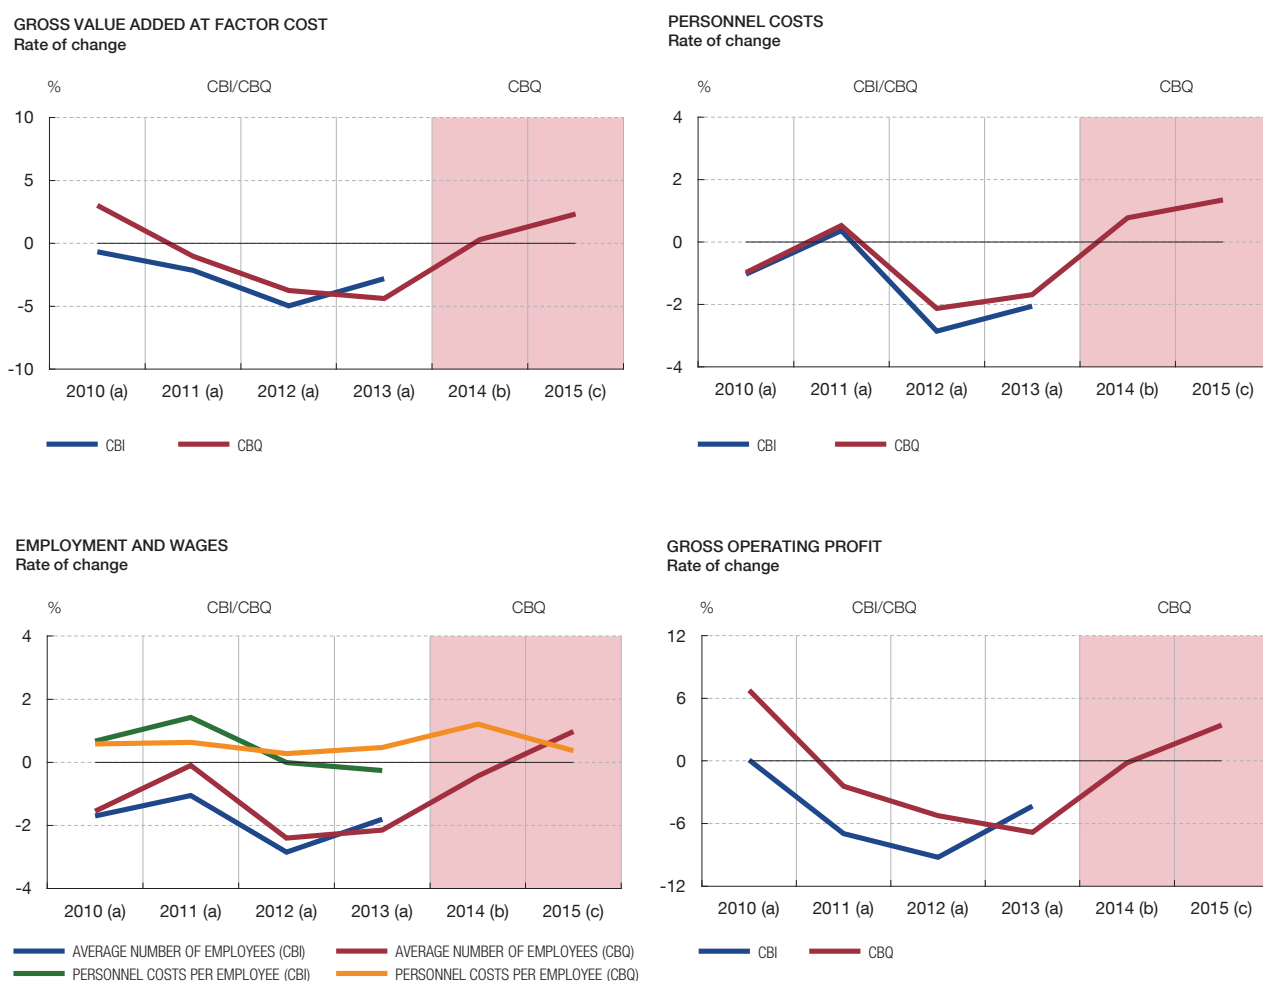 GROSS VALUE ADDED AT FACTOR COST
Rate of change
% CBI/CBQ CBQ
10
5
0
-5
-10
2010 (a) 2011 (a) 2012 (a) 2013 (a) 2014 (b) 2015 (c)
CBI CBQ
PERSONNEL COSTS
Rate of change
% CBI/CBQ CBQ
4
2
0
-2
-4
2010 (a) 2011 (a) 2012 (a) 2013 (a) 2014 (b) 2015 (c)
CBI CBQ
EMPLOYMENT AND WAGES
Rate of change
% CBI/CBQ CBQ
4
2
0
-2
-4
2010 (a) 2011 (a) 2012 (a) 2013 (a) 2014 (b) 2015 (c)
AVERAGE NUMBER OF EMPLOYEES (CBI) AVERAGE NUMBER OF EMPLOYEES (CBQ)
PERSONNEL COSTS PER EMPLOYEE (CBI) PERSONNEL COSTS PER EMPLOYEE (CBQ)
GROSS OPERATING PROFIT
Rate of change
% CBI/CBQ CBQ
12
6
0
-6
-12
2010 (a) 2011 (a) 2012 (a) 2013 (a) 2014 (b) 2015 (c)
CBI CBQ